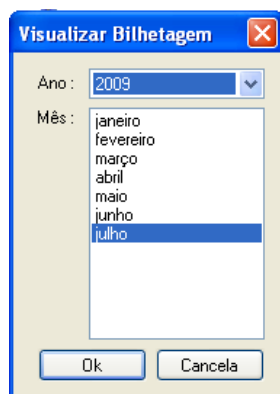 Visualizar Bilhetagem
Ano : 2009
Mês :
janeiro
fevereiro
março
abril
maio
junho
julho
Ok Cancela